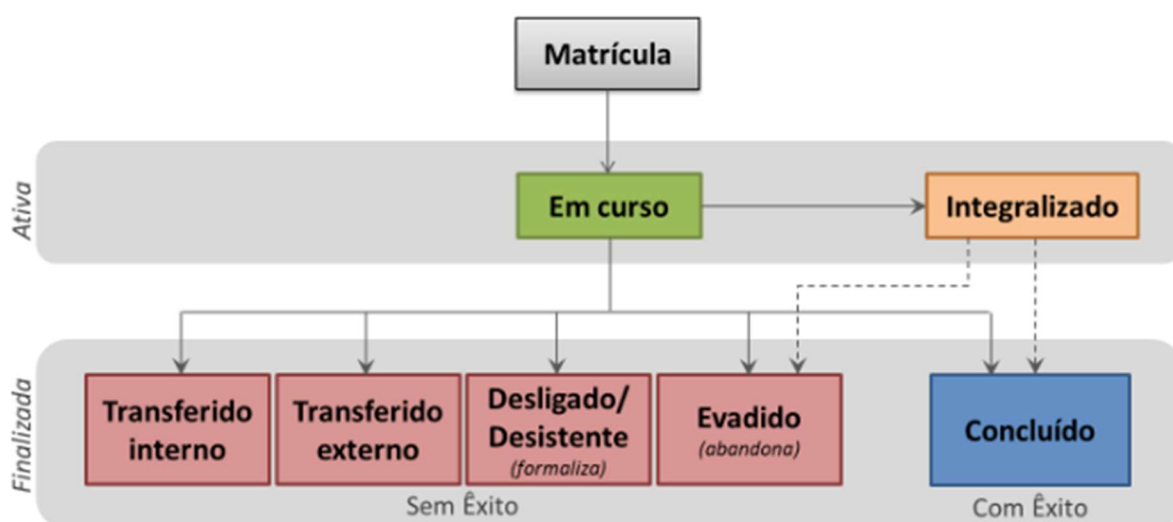 Matrícula
Ativa
Em curso
Integralizado
Finalizada
Transferido
interno
Transferido
externo
Desligado/
Desistente
(formaliza)
Evadido
(abandona)
Concluído
Sem Êxito
Com Êxito